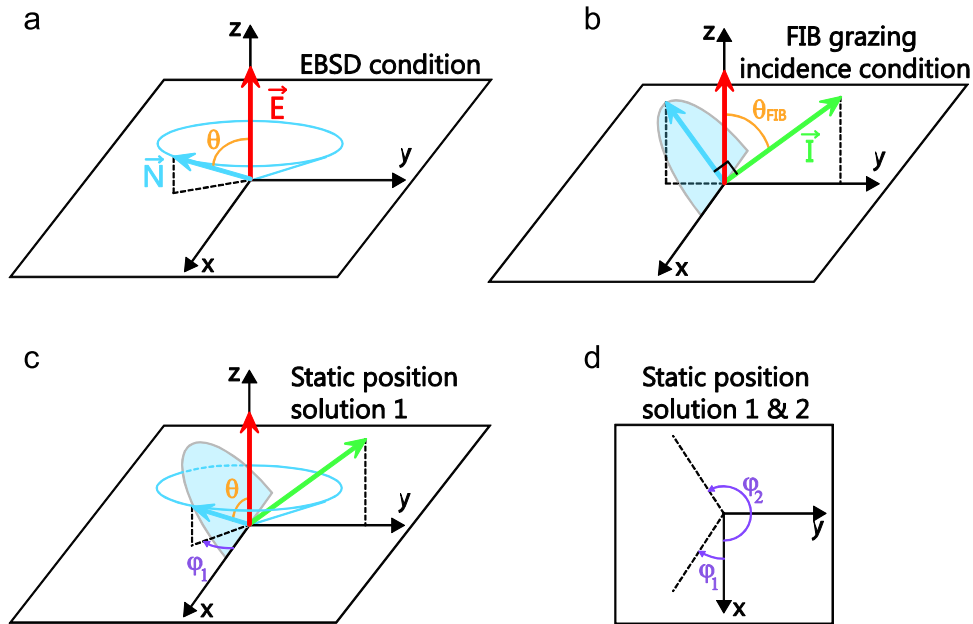 a
z
EBSD condition
E
θ
N
y
x
b
FIB grazing
incidence condition
z
θFIB
I
y
x
c
Static position
solution 1
z
θ
y
φ1
x
d
Static position
solution 1 & 2
φ2
y
φ1
x